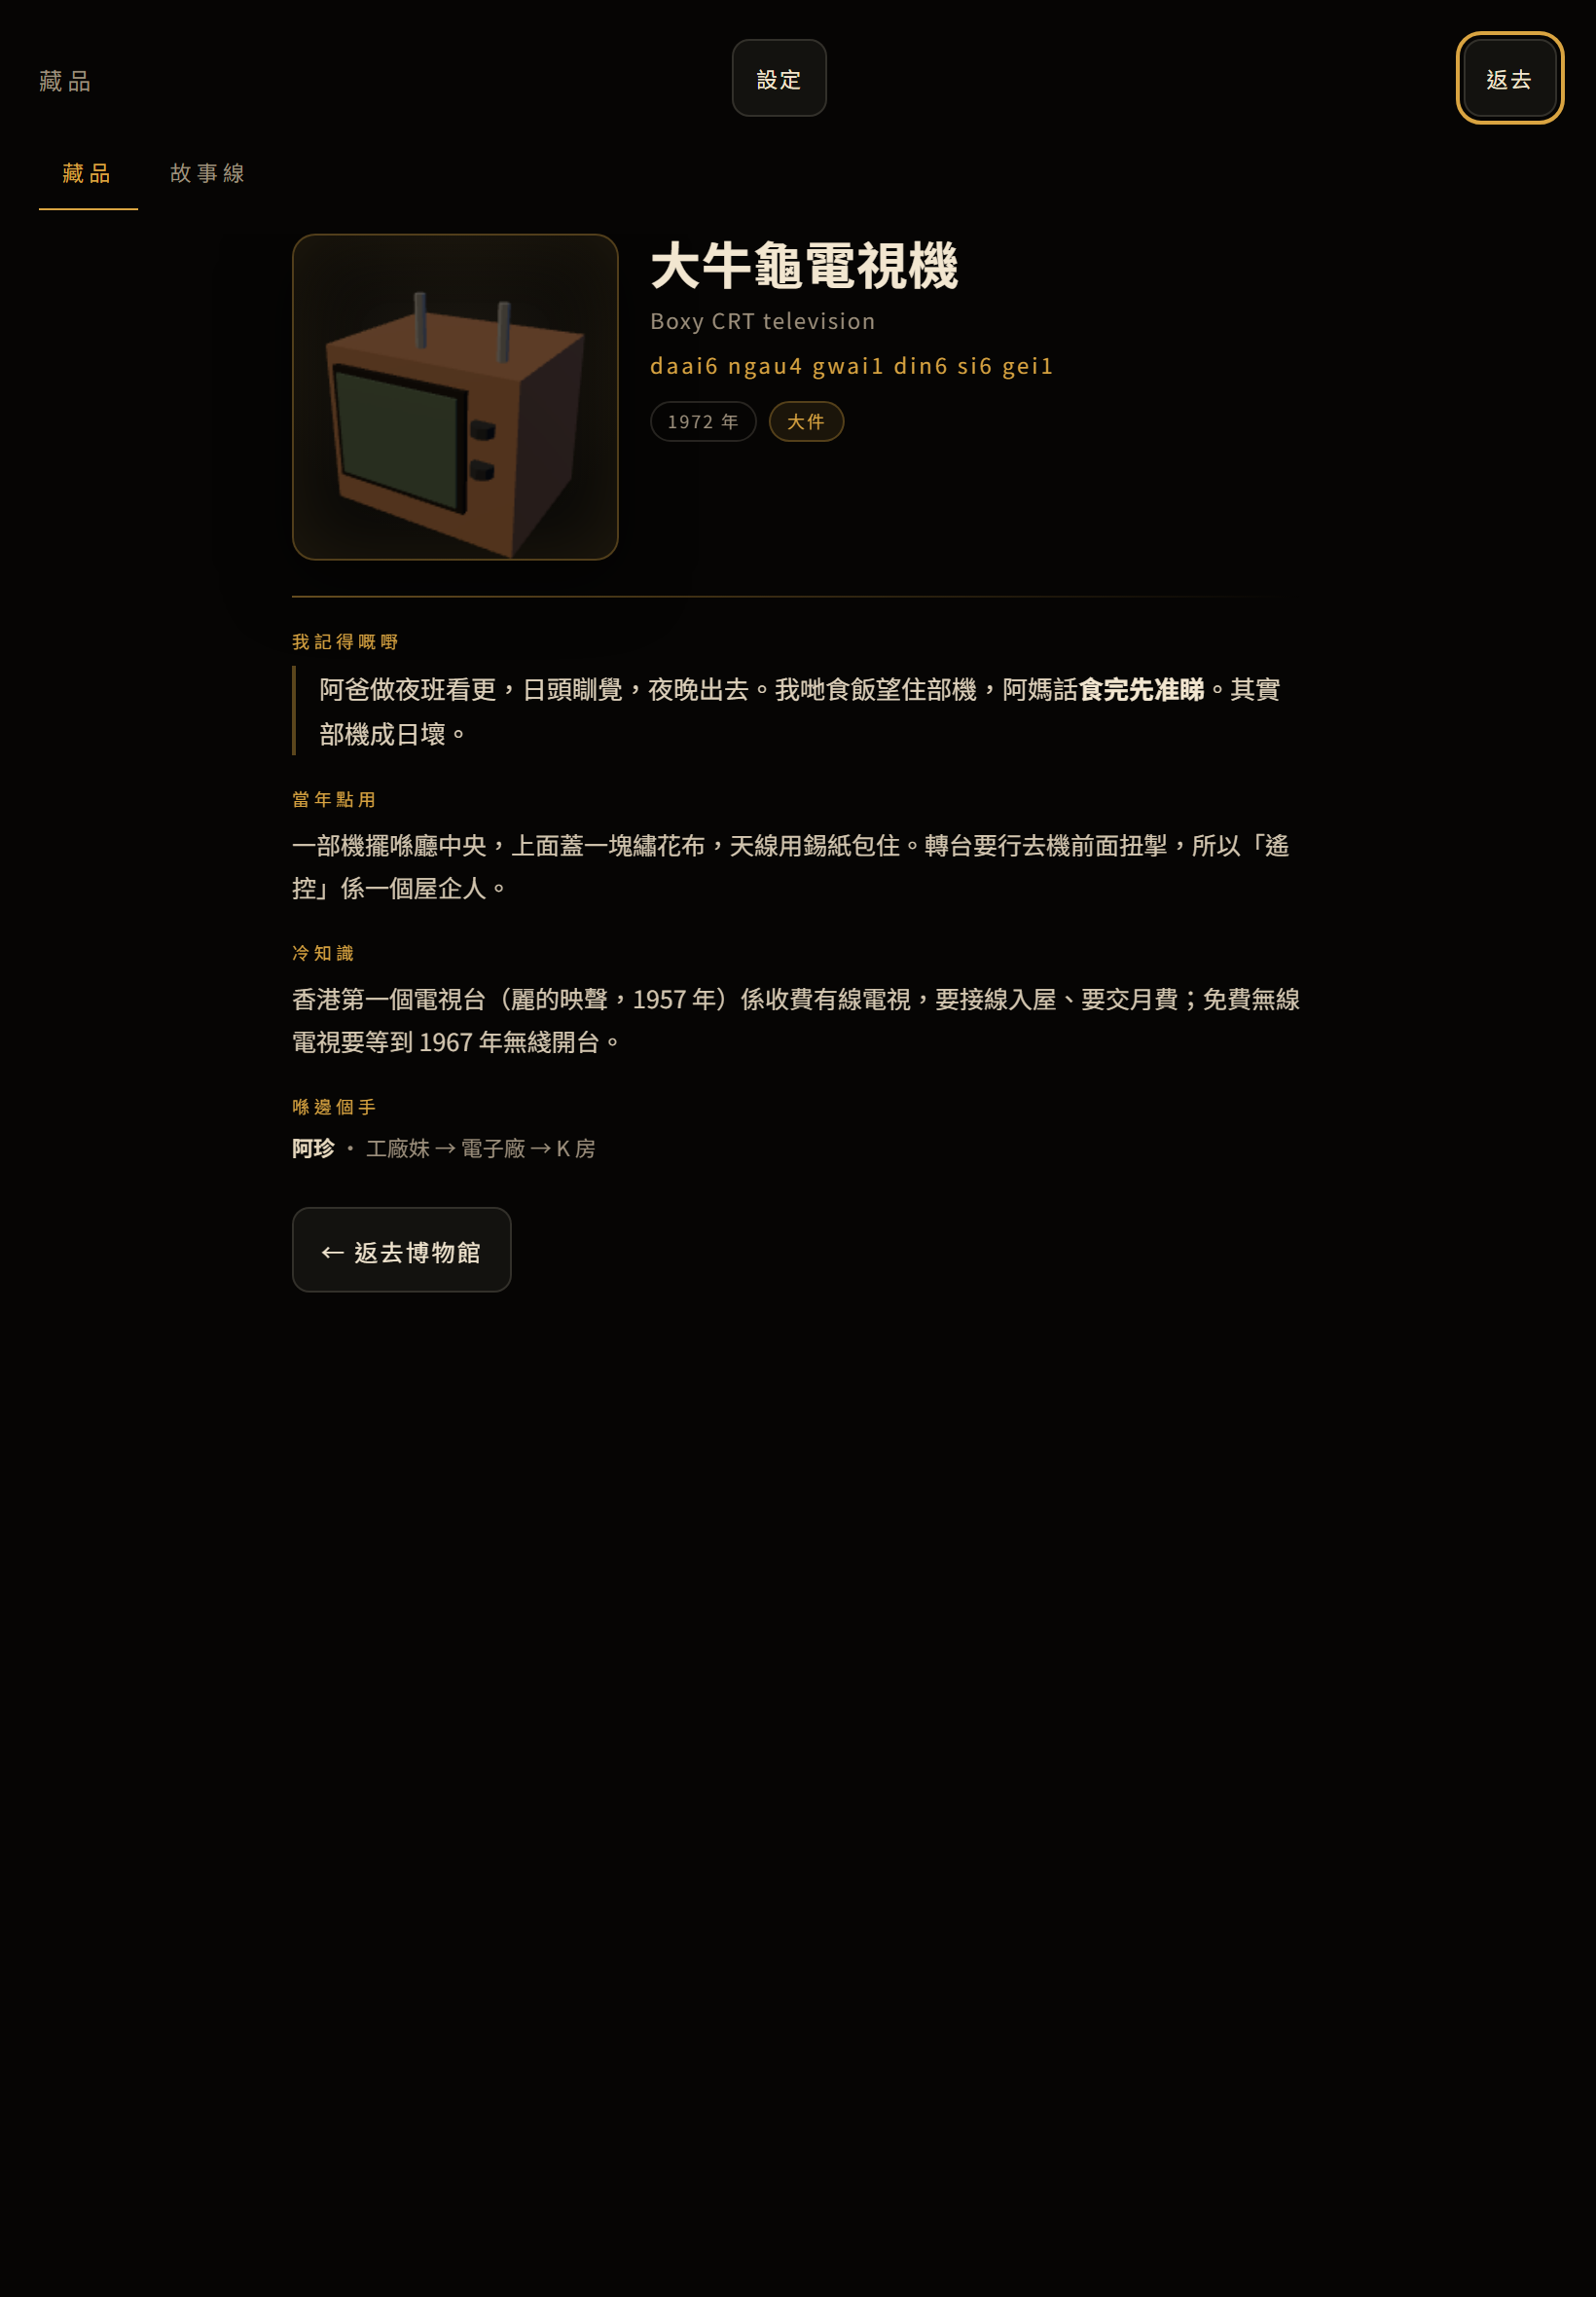 藏品
設定
返去
藏品
故事線
大牛龜電視機
Boxy CRT television
daai6 ngau4 gwai1 din6 si6 gei1
1972 年
大件
我記得嘅嘢
阿爸做夜班看更，日頭瞓覺，夜晚出去。我哋食飯望住部機，阿媽話食完先准睇。其實
部機成日壞。
當年點用
一部機擺喺廳中央，上面蓋一塊繡花布，天線用錫紙包住。轉台要行去機前面扭掣，所以「遙
控」係一個屋企人。
冷知識
香港第一個電視台（麗的映聲，1957 年）係收費有線電視，要接線入屋、要交月費；免費無線
電視要等到 1967 年無綫開台。
喺邊個手
阿珍 · 工廠妹 → 電子廠 → K 房
← 返去博物館